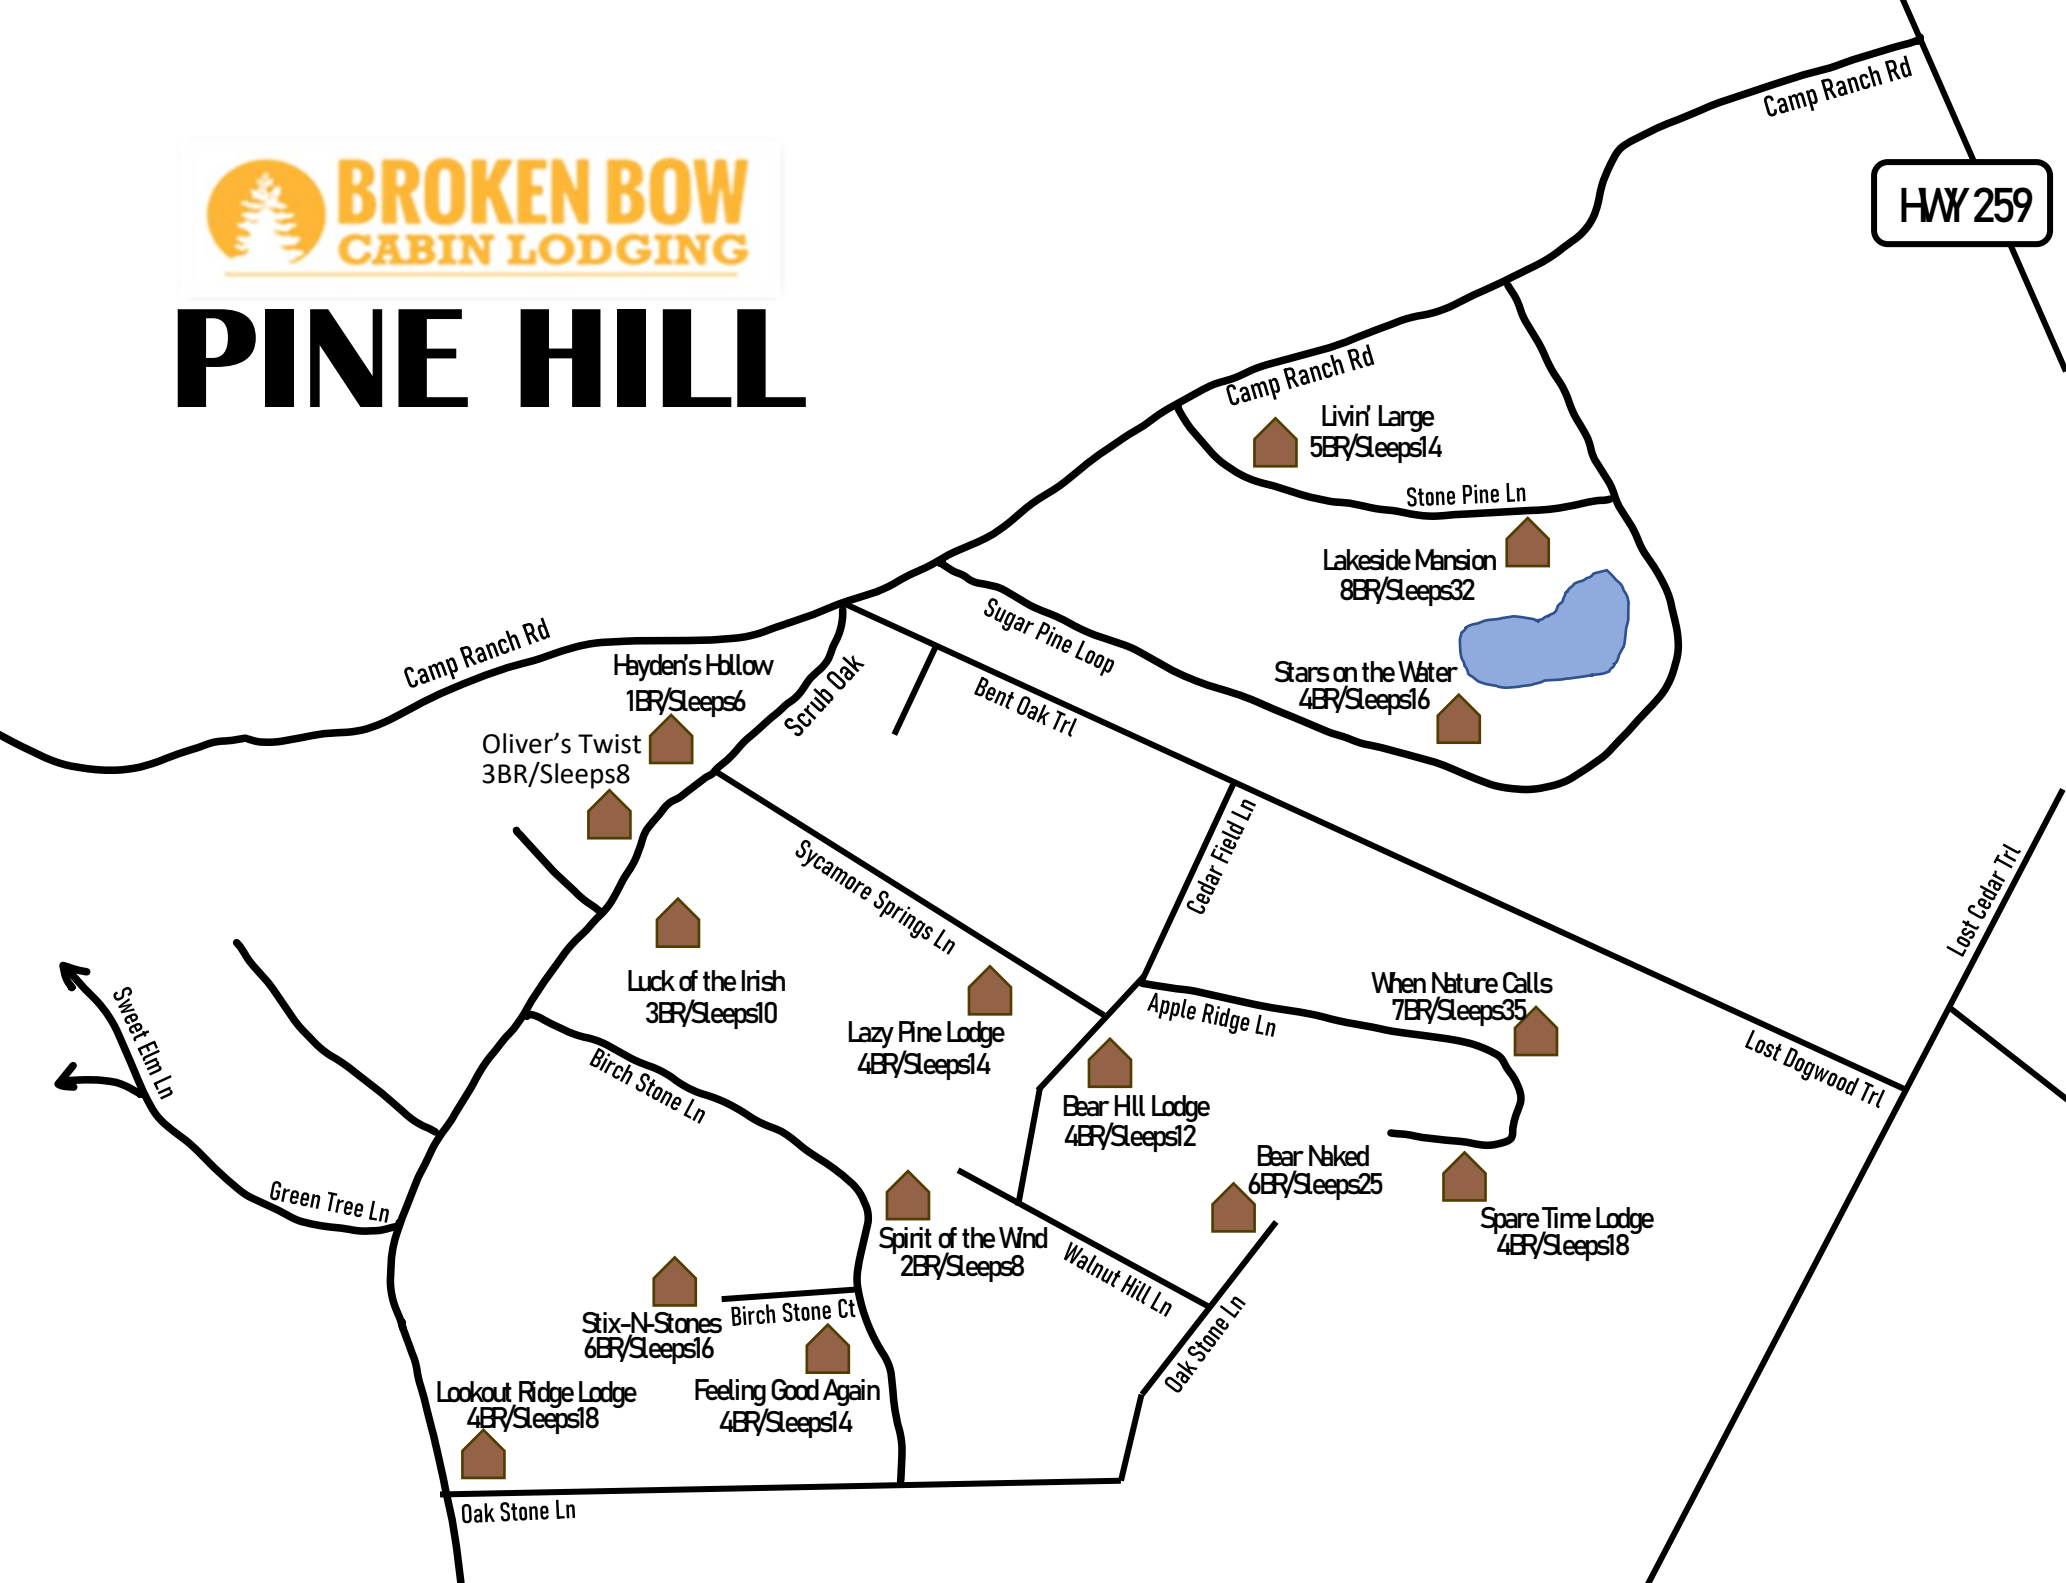 Camp Ranch Rd
HWY 259
BROKEN BOW
CABIN LODGING
PINE HILL
Camp Ranch Rd
Livin' Large
5BR/Sleeps14
Stone Pine Ln
Lakeside Mansion
8BR/Sleeps32
Sugar Pine Loop
Stars on the Water
4BR/Sleeps16
Camp Ranch Rd
Hayden's Hollow
1BR/Sleeps6
Scrub Oak
Bent Oak Trl
Oliver's Twist
3BR/Sleeps8
Cedar Field Ln
Sycamore Springs Ln
Lost Cedar Trl
Luck of the Irish
3BR/Sleeps10
When Nature Calls
7BR/Sleeps35
Lazy Pine Lodge
4BR/Sleeps14
Apple Ridge Ln
Lost Dogwood Trl
Sweet Elm Ln
Birch Stone Ln
Bear HIll Lodge
4BR/Sleeps12
Bear Naked
6BR/Sleeps25
Green Tree Ln
Spirit of the Wind
2BR/Sleeps8
Walnut Hill Ln
Spare Time Lodge
4BR/Sleeps18
Stix-N-Stones
6BR/Sleeps16
Birch Stone Ct
Oak Stone Ln
Lookout Ridge Lodge
4BR/Sleeps18
Feeling Good Again
4BR/Sleeps14
Oak Stone Ln